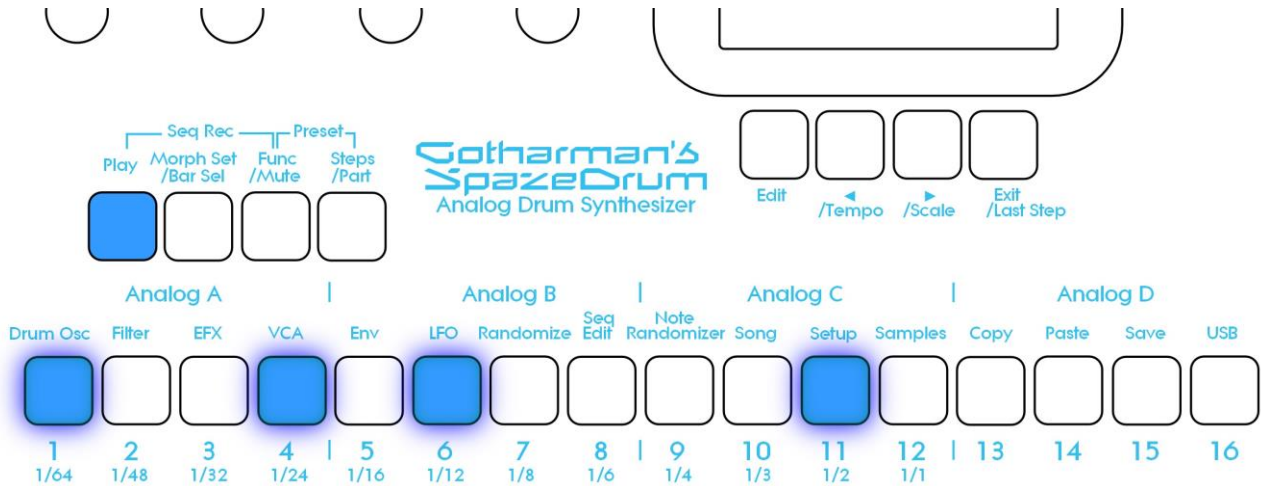 Seq Rec Preset
Play Morph Set /Bar Sel Func /Mute Steps /Part
Gotharman's
SpazeDrum
Analog Drum Synthesizer
Edit ◄ /Tempo ► /Scale Exit /Last Step
Analog A | Analog B | Analog C | Analog D
Drum Osc Filter EFX VCA Env LFO Randomize Seq Edit Note Randomizer Song Setup Samples Copy Paste Save USB
1 2 3 4 | 5 6 7 8 | 9 10 11 12 | 13 14 15 16
1/64 1/48 1/32 1/24 1/16 1/12 1/8 1/6 1/4 1/3 1/2 1/1